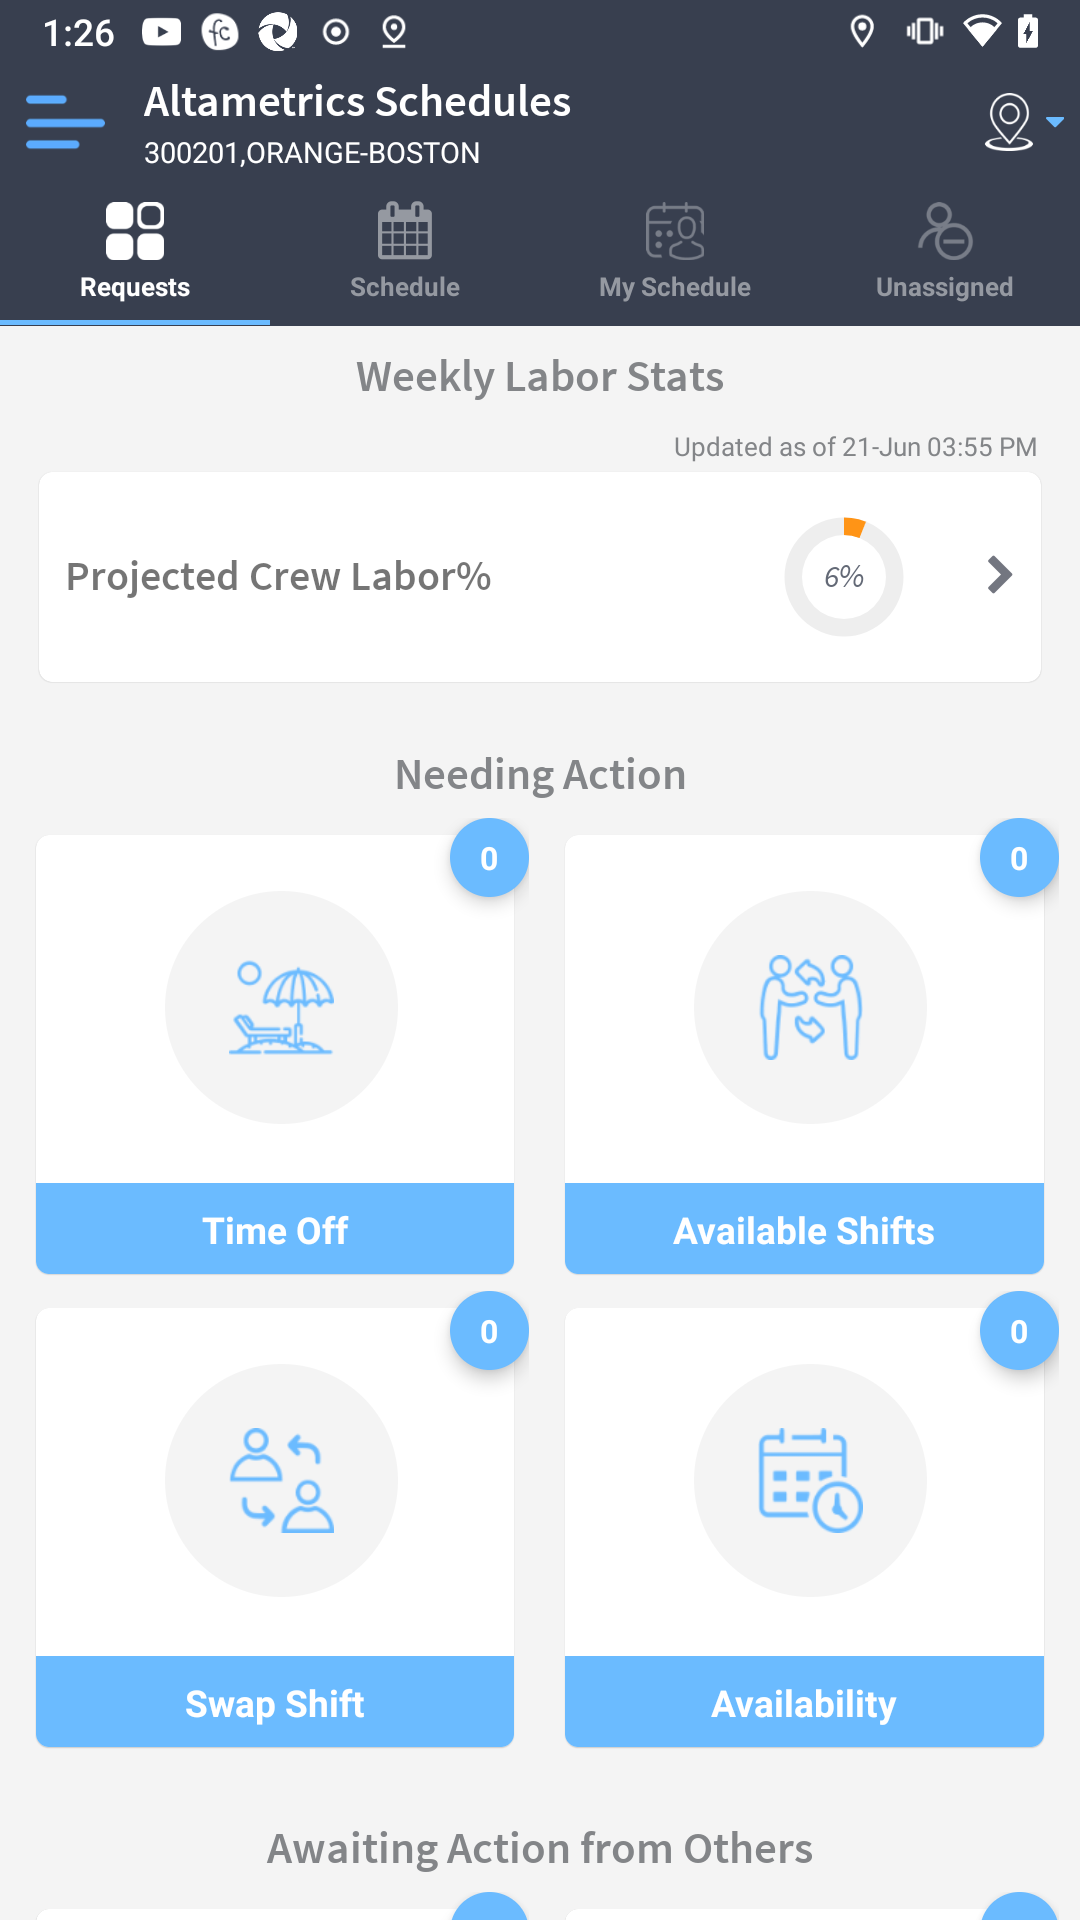 1:26
Altametrics Schedules
300201,ORANGE-BOSTON
Requests
Schedule
My Schedule
Unassigned
Weekly Labor Stats
Updated as of 21-Jun 03:55 PM
Projected Crew Labor%
6%
Needing Action
0
0
Time Off
Available Shifts
0
0
Swap Shift
Availability
Awaiting Action from Others